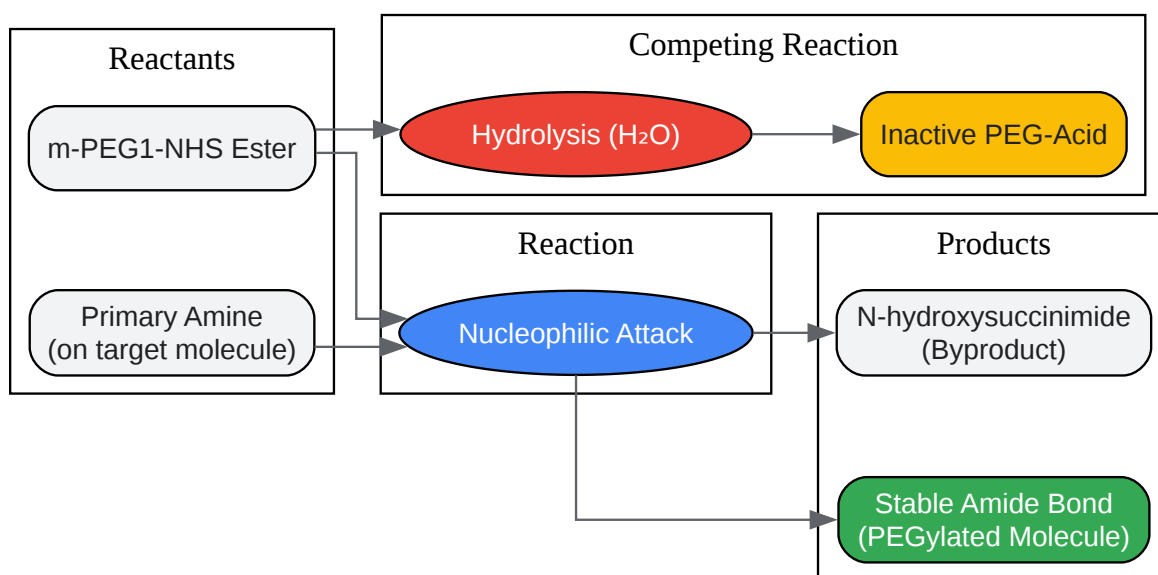 Reactants
m-PEG1-NHS Ester
Primary Amine
(on target molecule)
Competing Reaction
Hydrolysis (H₂O)
Inactive PEG-Acid
Reaction
Nucleophilic Attack
Products
N-hydroxysuccinimide
(Byproduct)
Stable Amide Bond
(PEGylated Molecule)